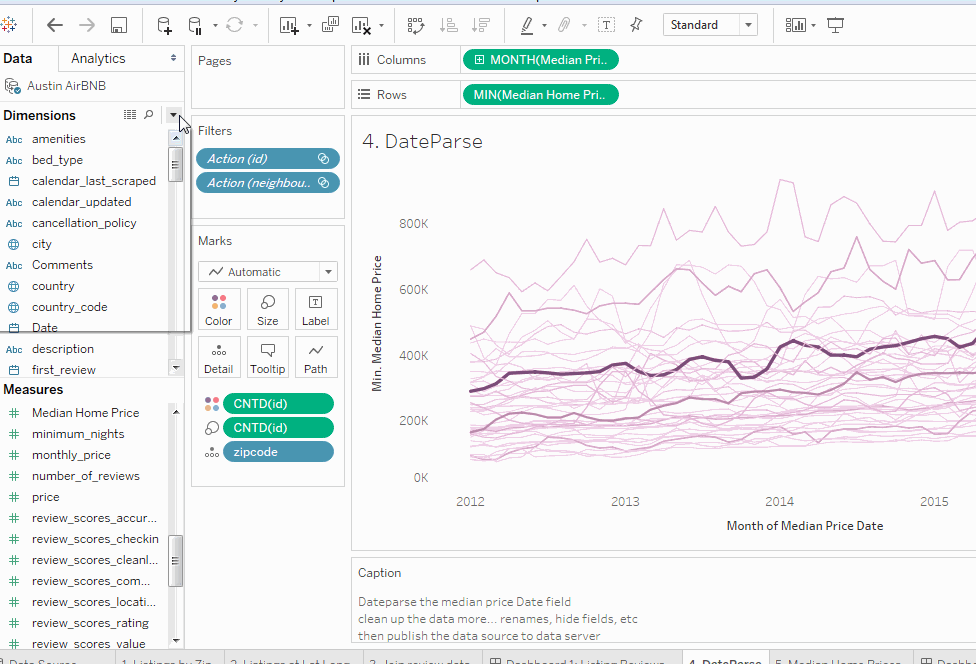 Standard
Data
Analytics
Austin AirBNB
Dimensions
Abc amenities
Abc bed_type
calendar_last_scraped
Abc calendar_updated
Abc cancellation_policy
city
Abc Comments
country
country_code
Date
Abc description
first_review
Measures
Median Home Price
minimum_nights
monthly_price
number_of_reviews
price
review_scores_accur...
review_scores_checkin
review_scores_cleanl...
review_scores_com...
review_scores_locati...
review_scores_rating
review_scores_value
Pages
Filters
Action (id)
Action (neighbou..
Marks
Automatic
Color
Size
Label
Detail
Tooltip
Path
CNTD(id)
CNTD(id)
zipcode
Columns
MONTH(Median Pri..
Rows
MIN(Median Home Pri..
4. DateParse
Min. Median Home Price
800K
600K
400K
200K
0K
2012
2013
2014
2015
Month of Median Price Date
Caption
Dateparse the median price Date field
clean up the data more... renames, hide fields, etc
then publish the data source to data server
Data Source
1. Listings by Zip
3. Join review data
Dashboard 1: Listing Reviews
4. DateParse
5. Median Home Prices